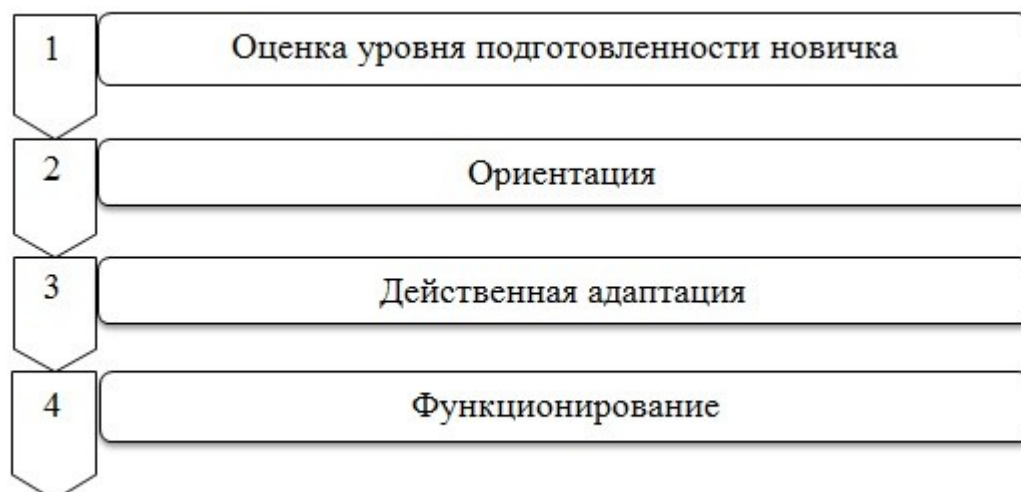 1 Оценка уровня подготовленности новичка
2 Ориентация
3 Действенная адаптация
4 Функционирование